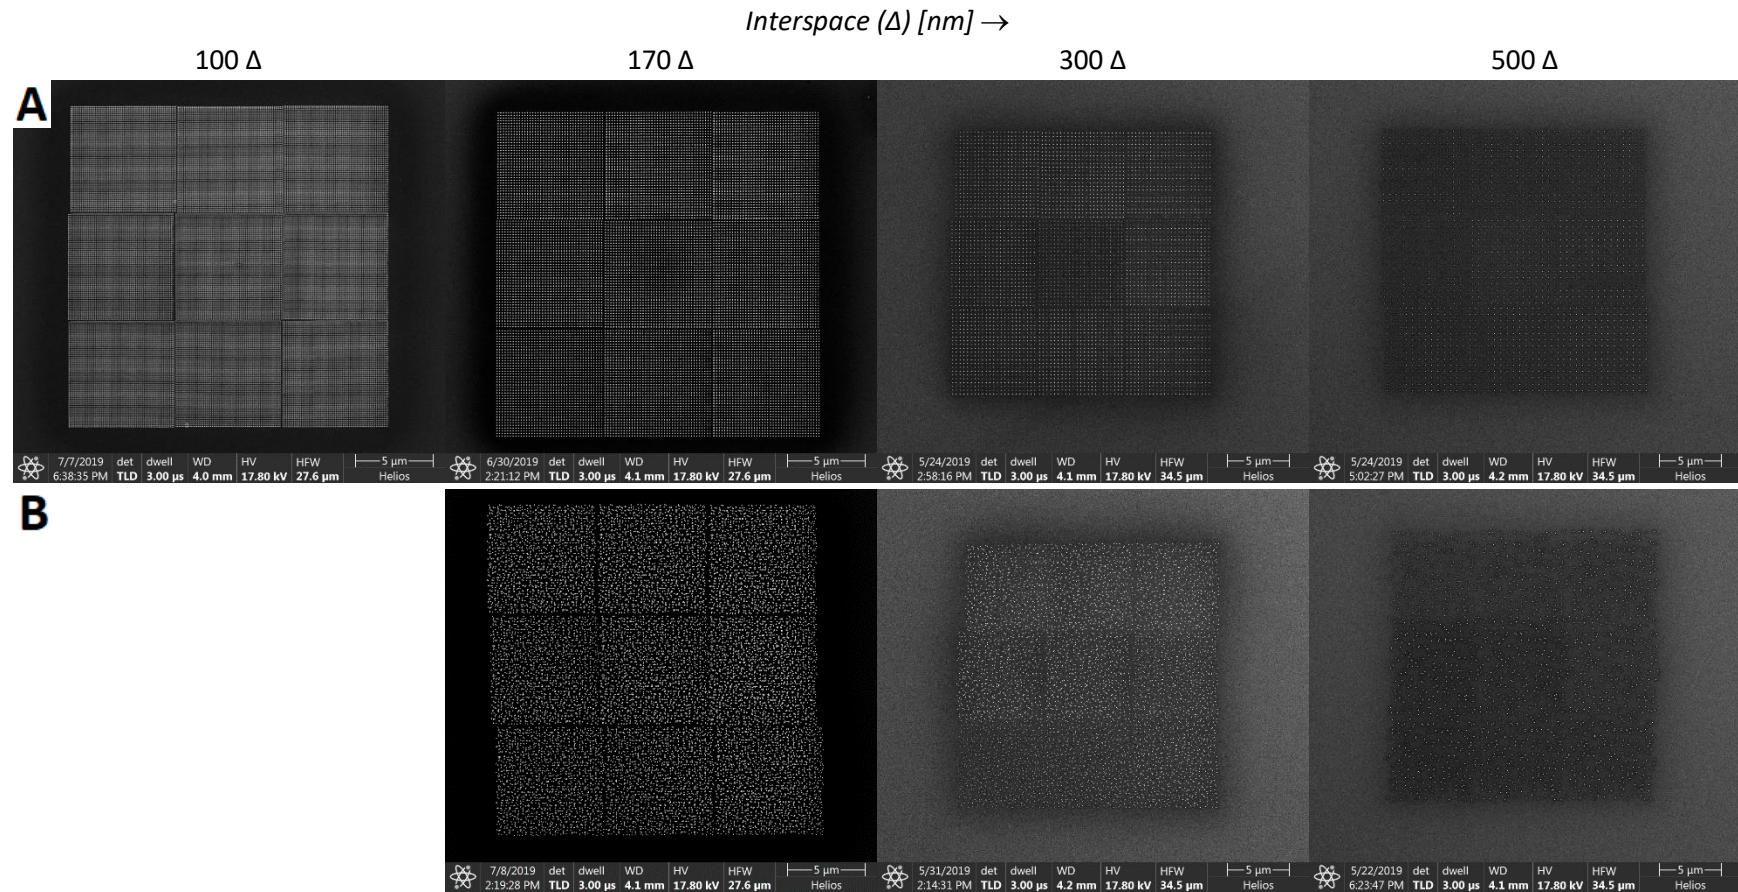 Interspace (Δ) [nm] →
100 Δ 170 Δ 300 Δ 500 Δ
A
7/7/2019 det dwell WD HV HFW 5 µm
6:38:35 PM TLD 3.00 µs 4.0 mm 17.80 kV 27.6 µm Helios
6/30/2019 det dwell WD HV HFW 5 µm
2:21:12 PM TLD 3.00 µs 4.1 mm 17.80 kV 27.6 µm Helios
5/24/2019 det dwell WD HV HFW 5 µm
2:58:16 PM TLD 3.00 µs 4.1 mm 17.80 kV 34.5 µm Helios
5/24/2019 det dwell WD HV HFW 5 µm
5:02:27 PM TLD 3.00 µs 4.2 mm 17.80 kV 34.5 µm Helios
B
7/8/2019 det dwell WD HV HFW 5 µm
2:19:28 PM TLD 3.00 µs 4.1 mm 17.80 kV 27.6 µm Helios
5/31/2019 det dwell WD HV HFW 5 µm
2:14:31 PM TLD 3.00 µs 4.2 mm 17.80 kV 34.5 µm Helios
5/22/2019 det dwell WD HV HFW 5 µm
6:23:47 PM TLD 3.00 µs 4.1 mm 17.80 kV 34.5 µm Helios